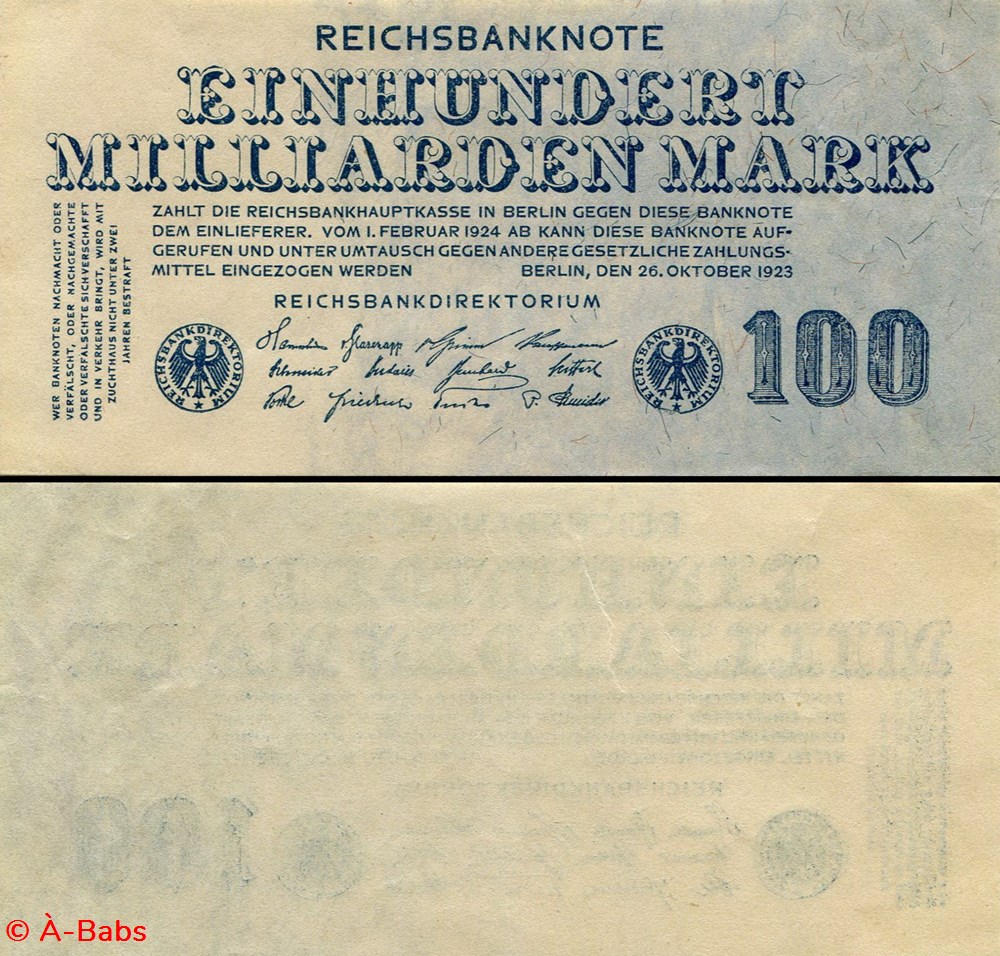 REICHSBANKNOTE
EINHUNDERT
MILLIARDEN MARK
ZAHLT DIE REICHSBANKHAUPTKASSE IN BERLIN GEGEN DIESE BANKNOTE
DEM EINLIEFERER. VOM 1. FEBRUAR 1924 AB KANN DIESE BANKNOTE AUF-
GERUFEN UND UNTER UMTAUSCH GEGEN ANDERE GESETZLICHE ZAHLUNGS-
MITTEL EINGEZOGEN WERDEN BERLIN, DEN 26. OKTOBER 1923
WER BANKNOTEN NACHMACHT ODER
VERFÄLSCHT, ODER NACHGEMACHTE
ODER VERFÄLSCHTE SICH VERSCHAFFT
UND IN VERKEHR BRINGT, WIRD MIT
ZUCHTHAUS NICHT UNTER ZWEI
JAHREN BESTRAFT
REICHSBANKDIREKTORIUM
REICHSBANKDIREKTORIUM
Schneider
Friedrich
P. Schneider
REICHSBANKDIREKTORIUM
100
© À-Babs